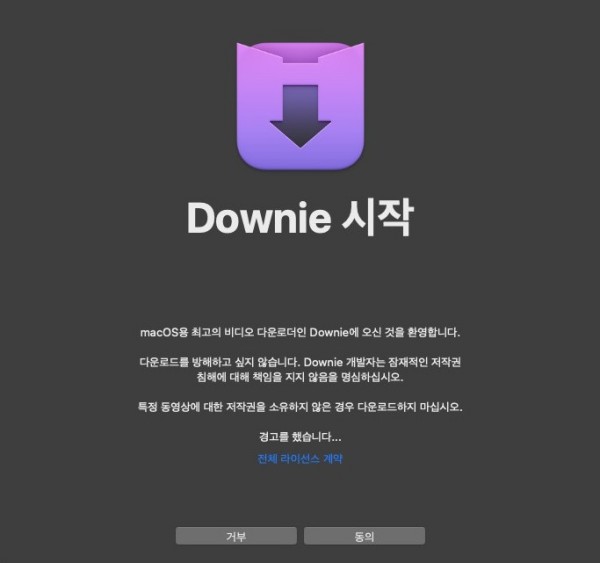 Downie 시작
macOS용 최고의 비디오 다운로더인 Downie에 오신 것을 환영합니다.
다운로드를 방해하고 싶지 않습니다. Downie 개발자는 잠재적인 저작권
침해에 대해 책임을 지지 않음을 명심하십시오.
특정 동영상에 대한 저작권을 소유하지 않은 경우 다운로드하지 마십시오.
경고를 했습니다...
전체 라이선스 계약
거부
동의